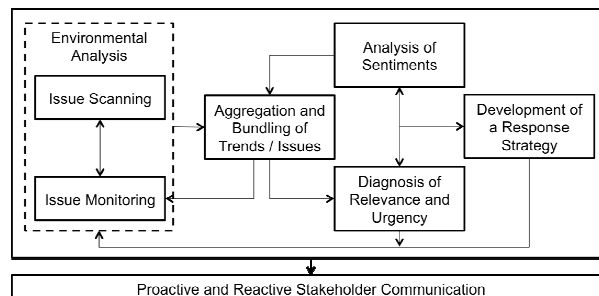 Environmental
Analysis
Issue Scanning
Issue Monitoring
Aggregation and
Bundling of
Trends / Issues
Analysis of
Sentiments
Diagnosis of
Relevance and
Urgency
Development of
a Response
Strategy
Proactive and Reactive Stakeholder Communication